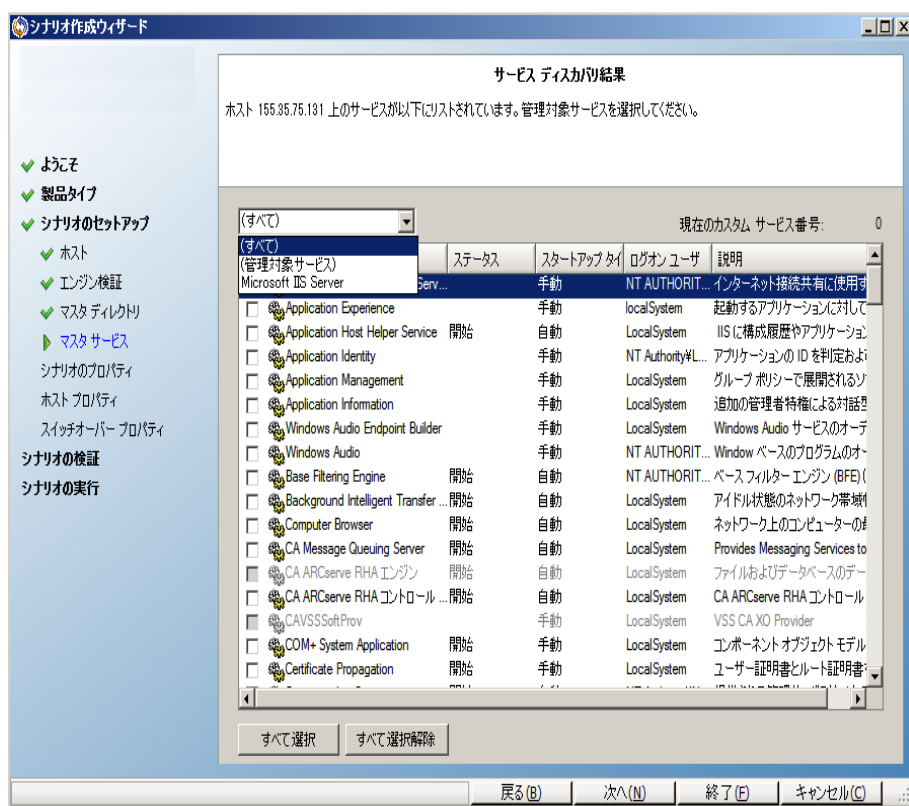 シナリオ作成ウィザード
サービス ディスカバリ結果
ホスト 155.35.75.131 上のサービスが以下にリストされています。管理対象サービスを選択してください。
ようこそ
製品タイプ
シナリオのセットアップ
ホスト
エンジン検証
マスタ ディレクトリ
マスタ サービス
シナリオのプロパティ
ホスト プロパティ
スイッチオーバー プロパティ
シナリオの検証
シナリオの実行
(すべて)
現在のカスタム サービス番号: 0
(すべて)
(管理対象サービス)
Microsoft IIS Server
ステータス スタートアップ タイ ログオン ユーザ 説明
Serv... 手動 NT AUTHORIT... インターネット接続共有に使用す
Application Experience 手動 localSystem 起動するアプリケーションに対して
Application Host Helper Service 開始 自動 LocalSystem IIS に構成履歴やアプリケーション
Application Identity 手動 NT Authority¥L... アプリケーションの ID を判定およ
Application Management 手動 LocalSystem グループ ポリシーで展開されるソ
Application Information 手動 LocalSystem 追加の管理者特権による対話型
Windows Audio Endpoint Builder 手動 LocalSystem Windows Audio サービスのオーデ
Windows Audio 手動 NT AUTHORIT... Window ベースのプログラムのオー
Base Filtering Engine 開始 自動 NT AUTHORIT... ベース フィルター エンジン (BFE) (
Background Intelligent Transfer ... 開始 自動 LocalSystem アイドル状態のネットワーク帯域
Computer Browser 開始 自動 LocalSystem ネットワーク上のコンピューターの
CA Message Queuing Server 開始 自動 LocalSystem Provides Messaging Services to
CA ARCserve RHA エンジン 開始 自動 LocalSystem ファイルおよびデータベースのデー
CA ARCserve RHA コントロール ... 開始 自動 LocalSystem CA ARCserve RHA コントロール
CAVSSSoftProv 手動 LocalSystem VSS CA XO Provider
COM+ System Application 開始 手動 LocalSystem コンポーネント オブジェクト モデル
Certificate Propagation 開始 手動 LocalSystem ユーザー証明書とルート証明書
すべて選択 すべて選択解除
戻る(B) 次へ(N) 終了(F) キャンセル(C)